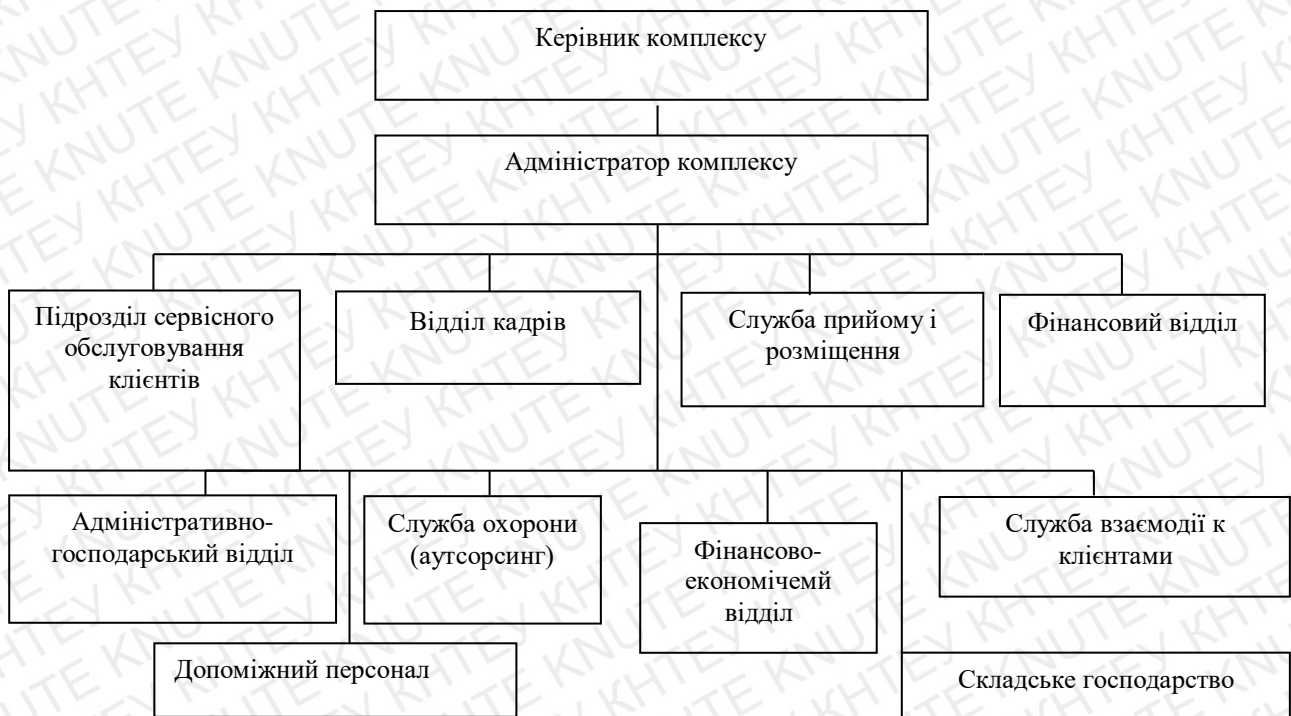 Керівник комплексу
Адміністратор комплексу
Підрозділ сервісного
обслуговування
клієнтів
Відділ кадрів
Служба прийому і
розміщення
Фінансовий відділ
Адміністративно-
господарський відділ
Служба охорони
(аутсорсинг)
Фінансово-
економічемй
відділ
Служба взаємодії к
клієнтами
Допоміжний персонал
Складське господарство